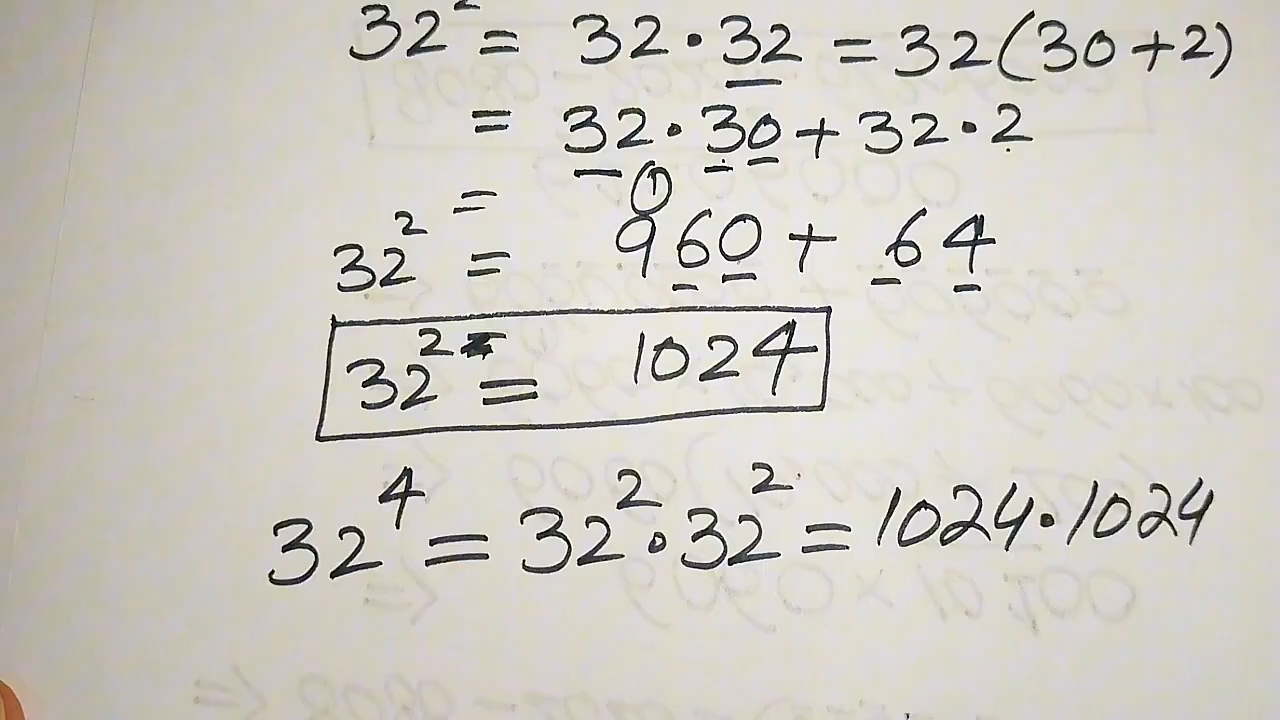 32² = 32·32 = 32(30+2)
= 32·30 + 32·2
= ①
32² = 960 + 64
32² = 1024
32⁴ = 32²·32² = 1024·1024